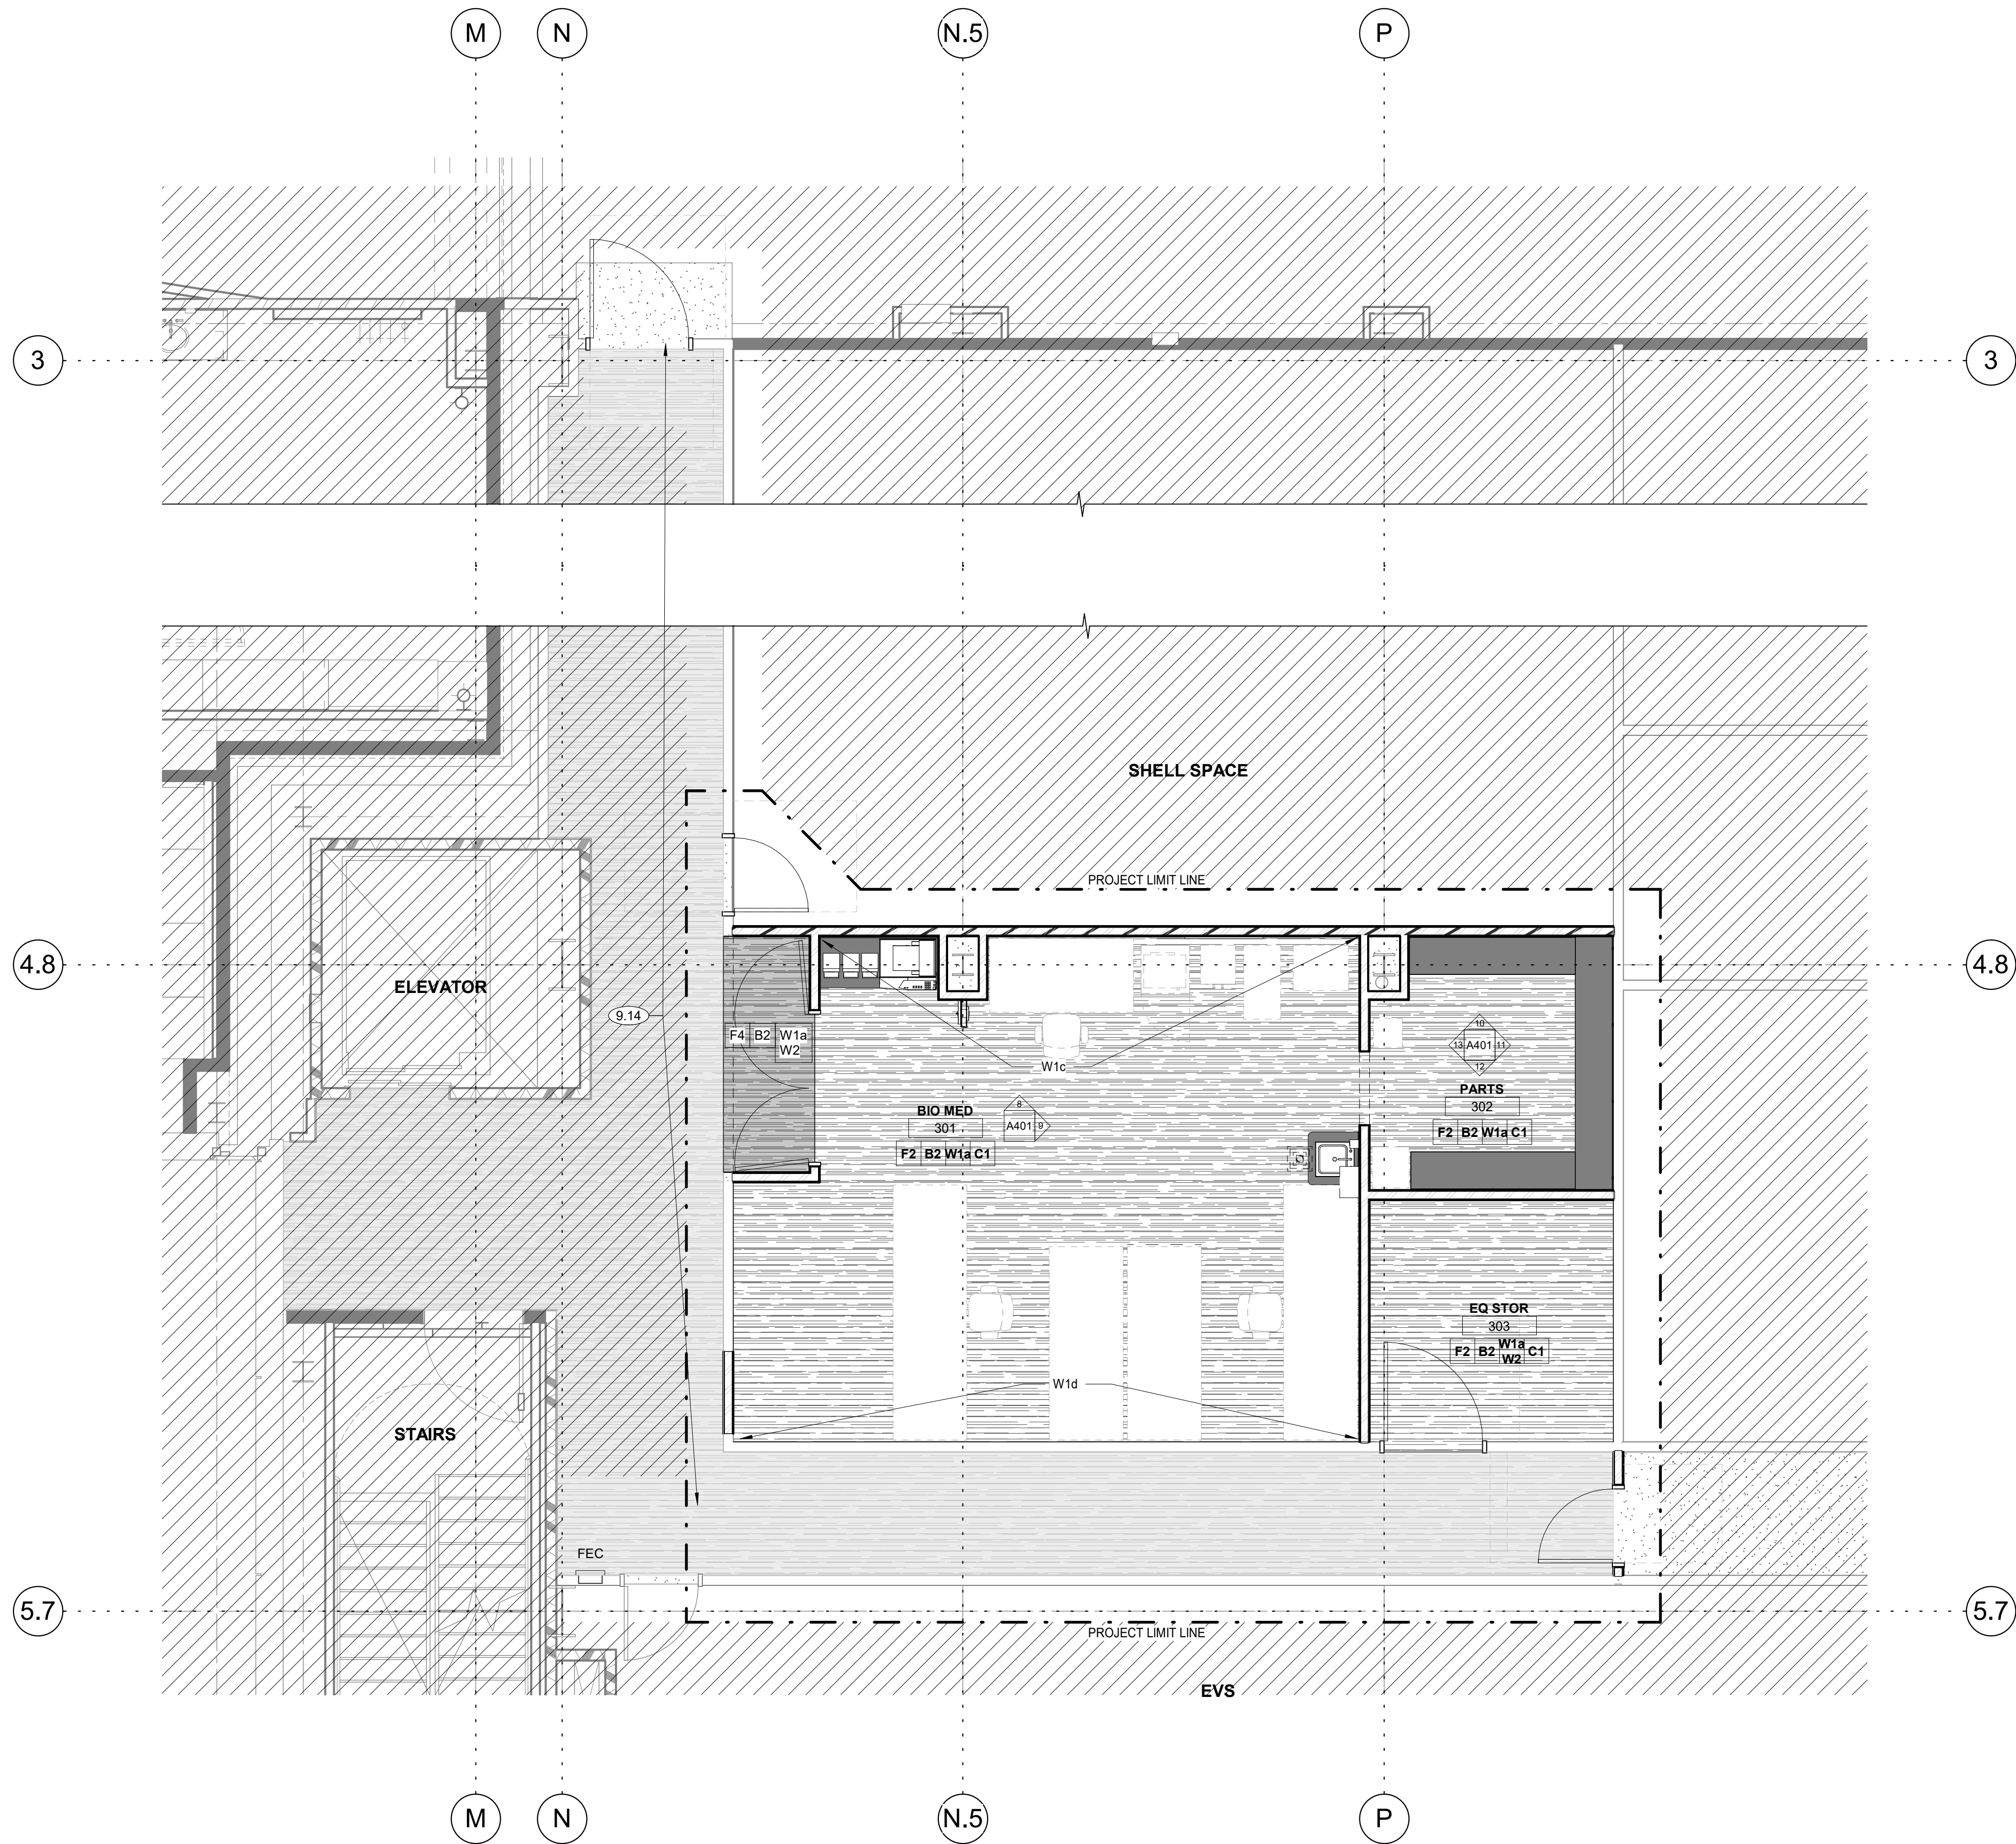 M N N.5 P
3 3
SHELL SPACE
PROJECT LIMIT LINE
4.8 4.8
ELEVATOR
9.14
F4 B2 W1a
W2
W1c
10
13 A401 11
12
PARTS
302
F2 B2 W1a C1
BIO MED
301
F2 B2 W1a C1
8
A401 9
EQ STOR
303
F2 B2 W1a C1
W2
W1d
STAIRS
FEC
5.7 5.7
PROJECT LIMIT LINE
EVS
M N N.5 P